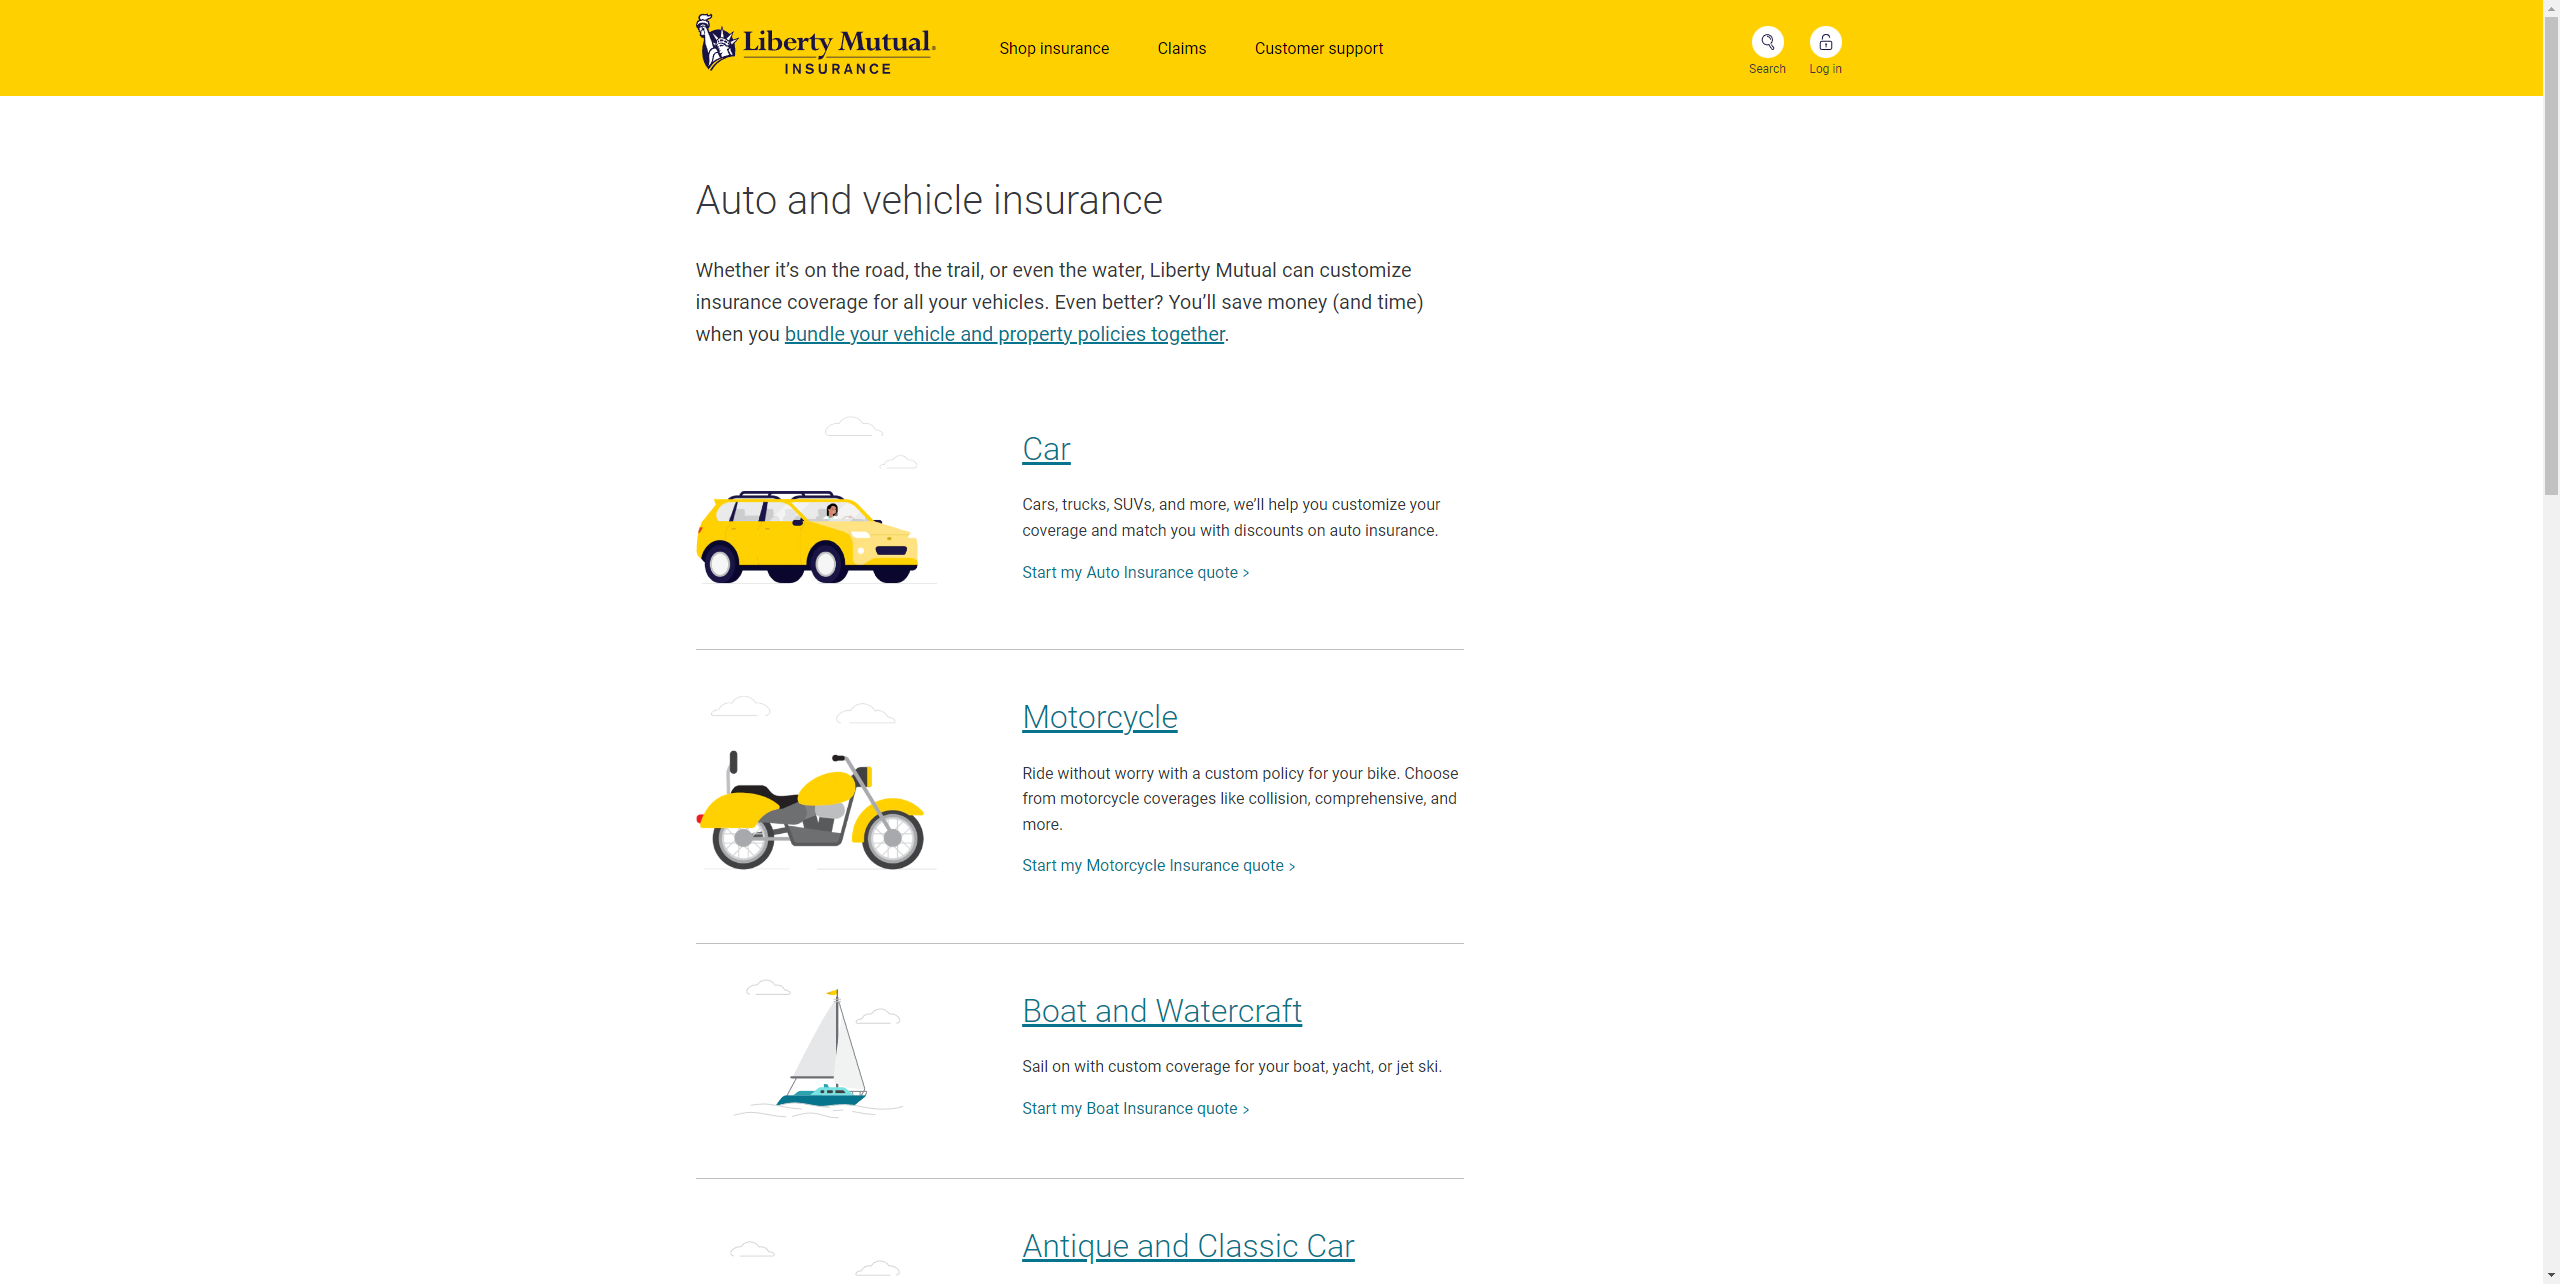 Liberty Mutual®
INSURANCE
Shop insurance
Claims
Customer support
Search
Log in
Auto and vehicle insurance
Whether it’s on the road, the trail, or even the water, Liberty Mutual can customize
insurance coverage for all your vehicles. Even better? You’ll save money (and time)
when you bundle your vehicle and property policies together.
Car
Cars, trucks, SUVs, and more, we’ll help you customize your
coverage and match you with discounts on auto insurance.
Start my Auto Insurance quote >
Motorcycle
Ride without worry with a custom policy for your bike. Choose
from motorcycle coverages like collision, comprehensive, and
more.
Start my Motorcycle Insurance quote >
Boat and Watercraft
Sail on with custom coverage for your boat, yacht, or jet ski.
Start my Boat Insurance quote >
Antique and Classic Car